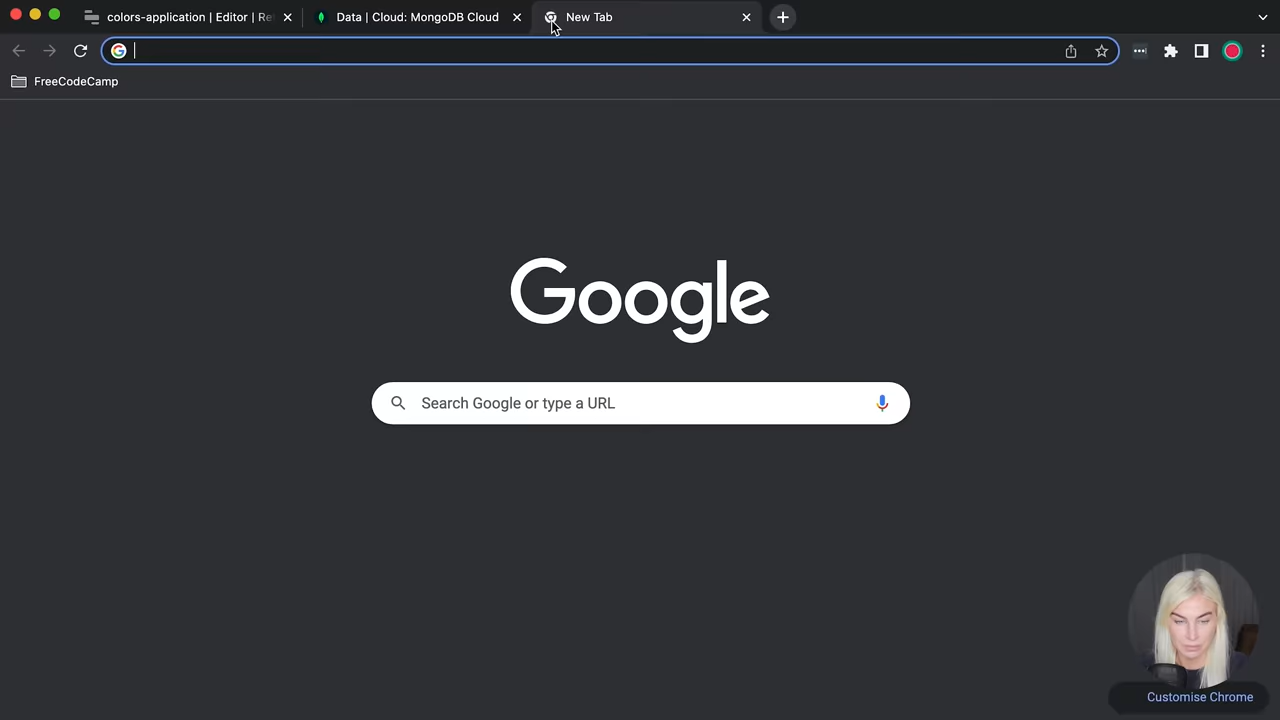 colors-application | Editor | Re
Data | Cloud: MongoDB Cloud
New Tab
FreeCodeCamp
Google
Search Google or type a URL
Customise Chrome